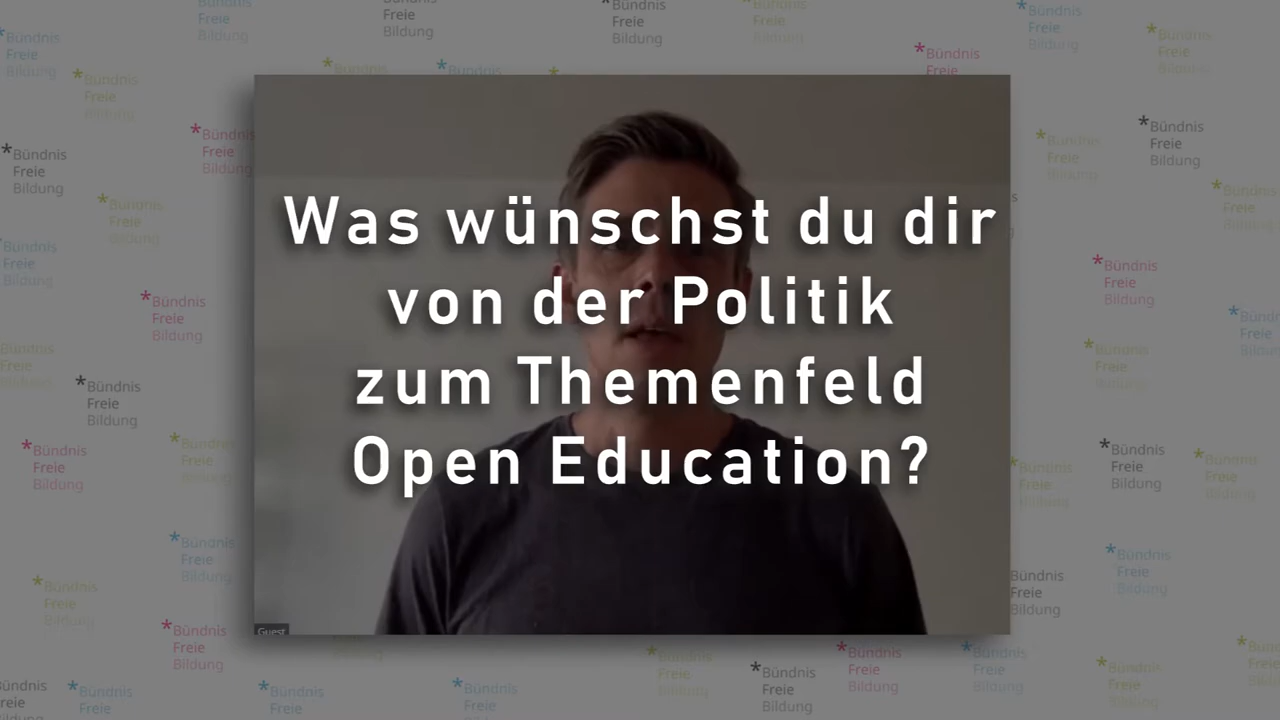 Was wünschst du dir
von der Politik
zum Themenfeld
Open Education?
Guest
*Bündnis
Freie
Bildung